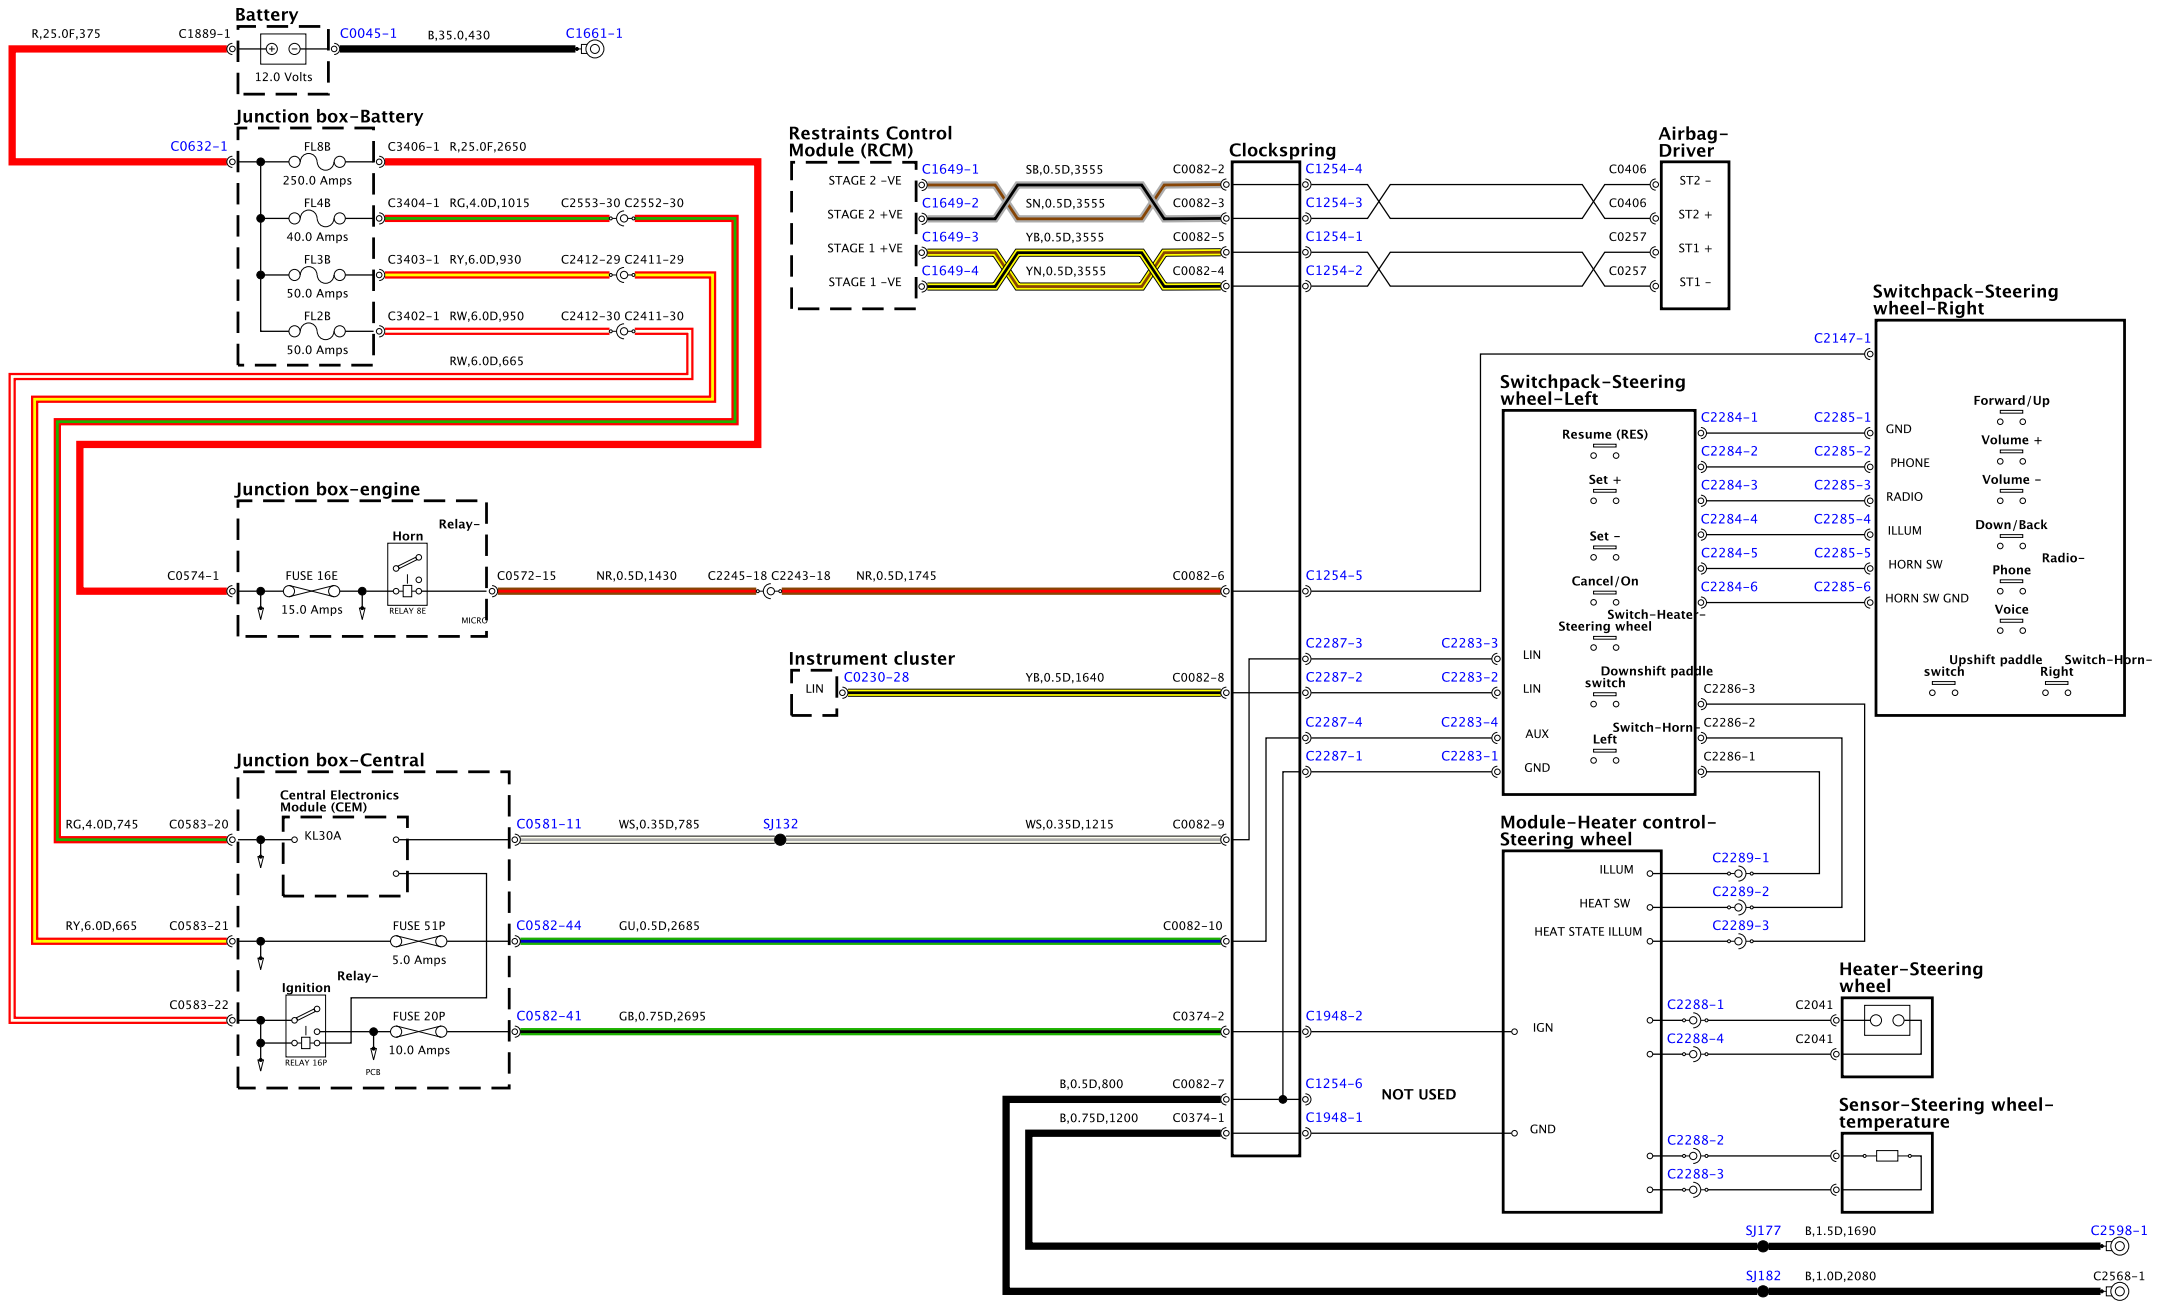 Battery
R,25.0F,375
C1889-1
C0045-1
B,35.0,430
C1661-1
12.0 Volts
Junction box-Battery
C0632-1
FL8B
250.0 Amps
C3406-1
R,25.0F,2650
FL4B
40.0 Amps
C3404-1
RG,4.0D,1015
C2553-30
C2552-30
FL3B
50.0 Amps
C3403-1
RY,6.0D,930
C2412-29
C2411-29
FL2B
50.0 Amps
C3402-1
RW,6.0D,950
C2412-30
C2411-30
RW,6.0D,665
Restraints Control
Module (RCM)
STAGE 2 -VE
STAGE 2 +VE
STAGE 1 +VE
STAGE 1 -VE
C1649-1
SB,0.5D,3555
C0082-2
C1649-2
SN,0.5D,3555
C0082-3
C1649-3
YB,0.5D,3555
C0082-5
C1649-4
YN,0.5D,3555
C0082-4
Clockspring
C1254-4
C1254-3
C1254-1
C1254-2
Airbag-
Driver
C0406
ST2 -
C0406
ST2 +
C0257
ST1 +
C0257
ST1 -
Switchpack-Steering
wheel-Right
C2147-1
C2285-1
GND
C2285-2
PHONE
C2285-3
RADIO
C2285-4
ILLUM
C2285-5
HORN SW
C2285-6
HORN SW GND
Forward/Up
Volume +
Volume -
Down/Back
Radio-
Phone
Voice
Upshift paddle
switch
Switch-Horn-
Right
Switchpack-Steering
wheel-Left
C2284-1
C2284-2
C2284-3
C2284-4
C2284-5
C2284-6
Resume (RES)
Set +
Set -
Cancel/On
Switch-Heater-
Steering wheel
Downshift paddle
switch
Switch-Horn-
Left
LIN
LIN
AUX
GND
C2286-3
C2286-2
C2286-1
Junction box-engine
C0574-1
FUSE 16E
15.0 Amps
Relay-
Horn
RELAY 8E
MICRO
C0572-15
NR,0.5D,1430
C2245-18
C2243-18
NR,0.5D,1745
C0082-6
C1254-5
Instrument cluster
LIN
C0230-28
YB,0.5D,1640
C0082-8
C2287-3
C2283-3
C2287-2
C2283-2
C2287-4
C2283-4
C2287-1
C2283-1
Junction box-Central
Central Electronics
Module (CEM)
KL30A
RG,4.0D,745
C0583-20
C0581-11
WS,0.35D,785
SJ132
WS,0.35D,1215
C0082-9
RY,6.0D,665
C0583-21
FUSE 51P
5.0 Amps
C0582-44
GU,0.5D,2685
C0082-10
C0583-22
Relay-
Ignition
RELAY 16P
PCB
FUSE 20P
10.0 Amps
C0582-41
GB,0.75D,2695
C0374-2
C1948-2
B,0.5D,800
C0082-7
C1254-6
NOT USED
B,0.75D,1200
C0374-1
C1948-1
Module-Heater control-
Steering wheel
ILLUM
HEAT SW
HEAT STATE ILLUM
IGN
GND
C2289-1
C2289-2
C2289-3
C2288-1
C2288-4
C2288-2
C2288-3
Heater-Steering
wheel
C2041
C2041
Sensor-Steering wheel-
temperature
SJ177
B,1.5D,1690
C2598-1
SJ182
B,1.0D,2080
C2568-1